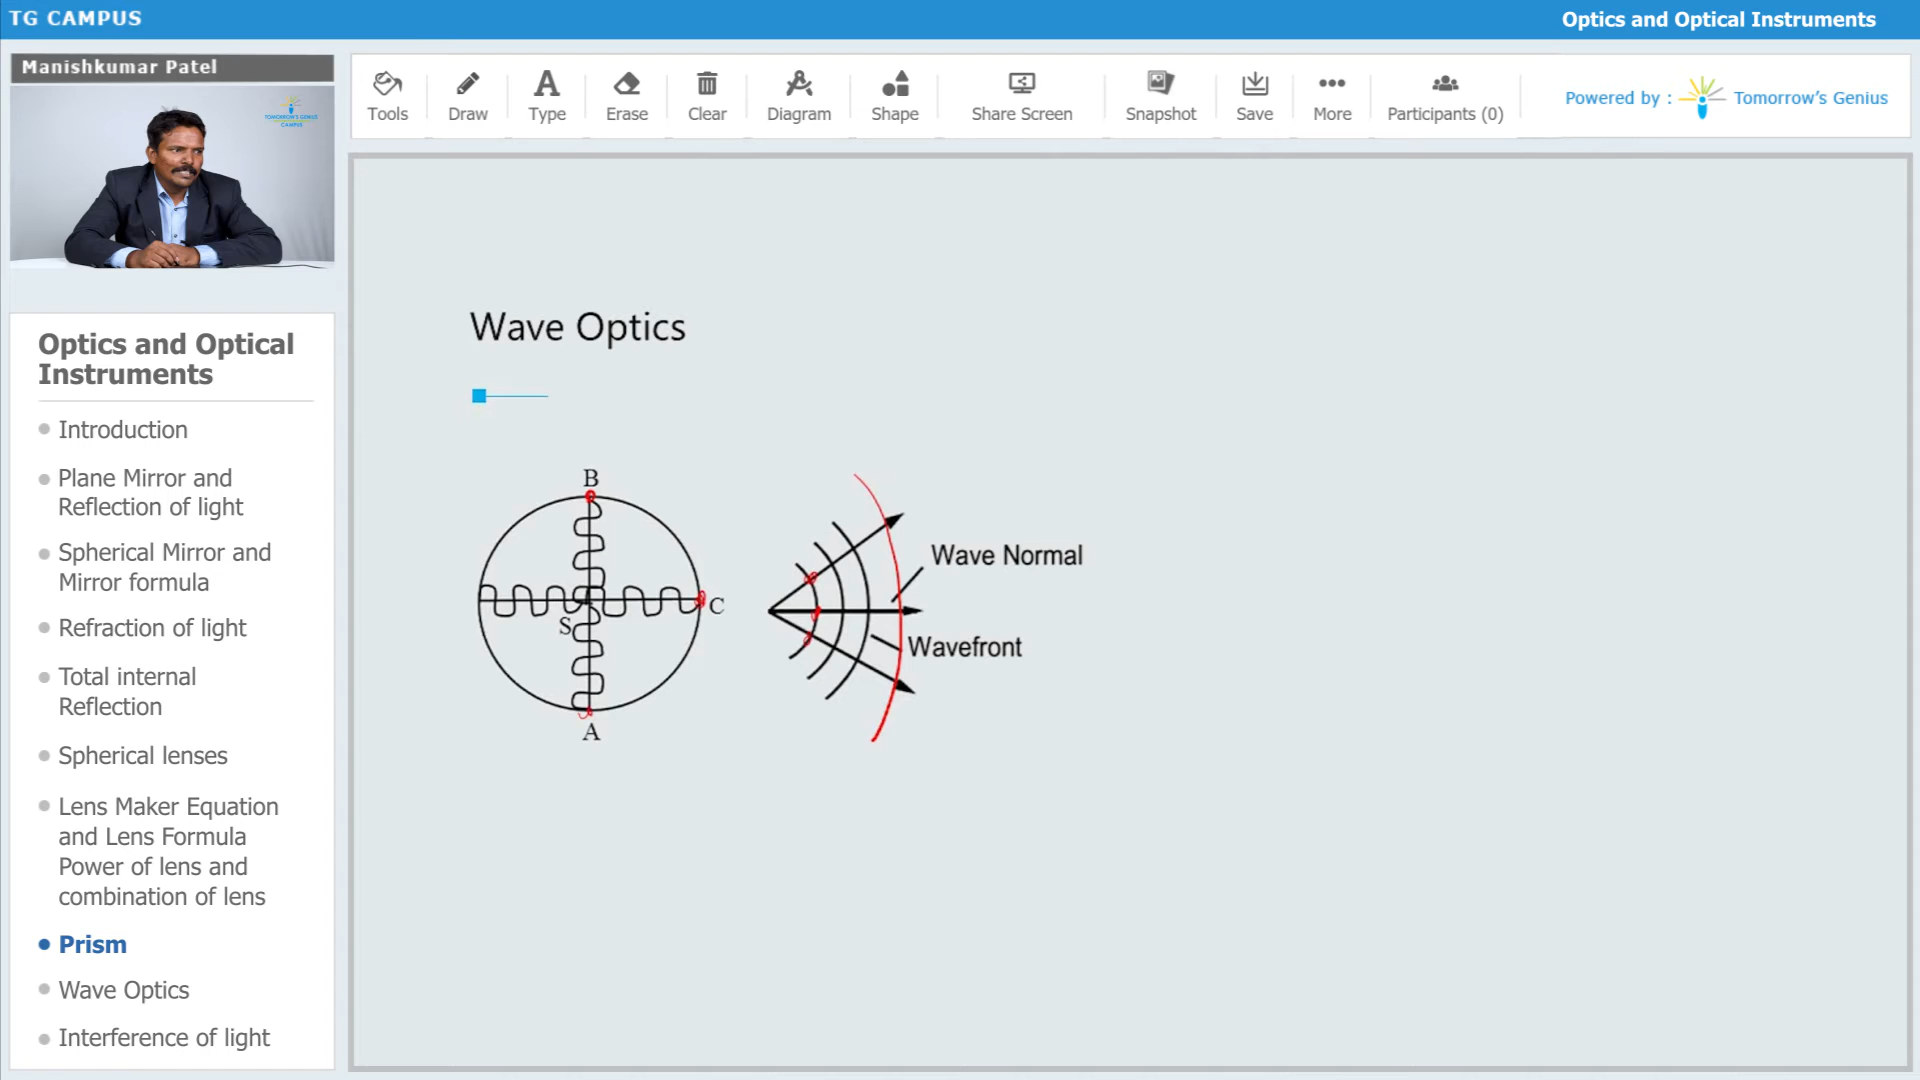 TG CAMPUS
Optics and Optical Instruments
Manishkumar Patel
TOMORROW'S GENIUS
CAMPUS
Tools
Draw
Type
Erase
Clear
Diagram
Shape
Share Screen
Snapshot
Save
More
Participants (0)
Powered by : Tomorrow's Genius
Optics and Optical
Instruments
Introduction
Plane Mirror and
Reflection of light
Spherical Mirror and
Mirror formula
Refraction of light
Total internal
Reflection
Spherical lenses
Lens Maker Equation
and Lens Formula
Power of lens and
combination of lens
Prism
Wave Optics
Interference of light
Wave Optics
B
C
S
A
Wave Normal
Wavefront